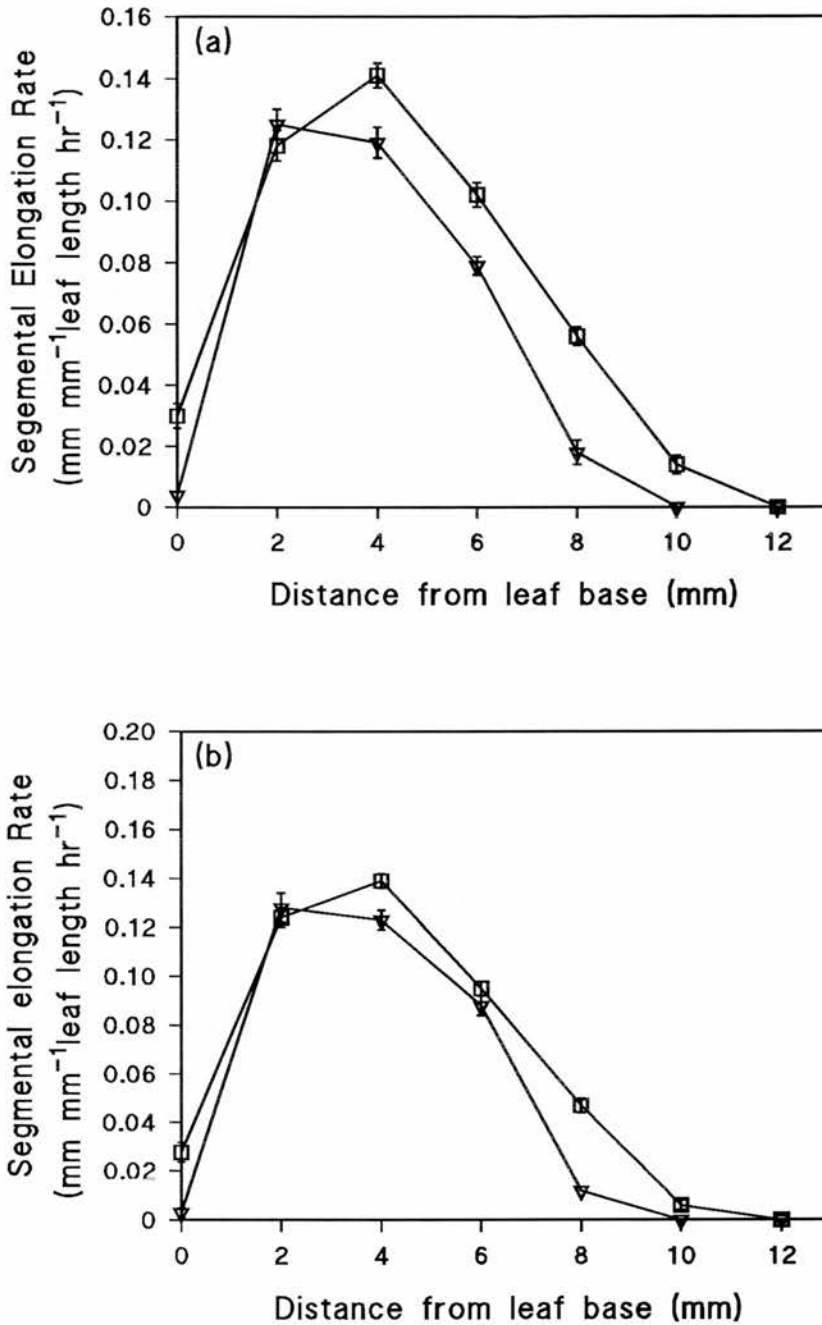 (a)
Segemental Elongation Rate
(mm mm⁻¹leaf length hr⁻¹)
0.16
0.14
0.12
0.10
0.08
0.06
0.04
0.02
0
0 2 4 6 8 10 12
Distance from leaf base (mm)
(b)
Segmental elongation Rate
(mm mm⁻¹leaf length hr⁻¹)
0.20
0.18
0.16
0.14
0.12
0.10
0.08
0.06
0.04
0.02
0
0 2 4 6 8 10 12
Distance from leaf base (mm)